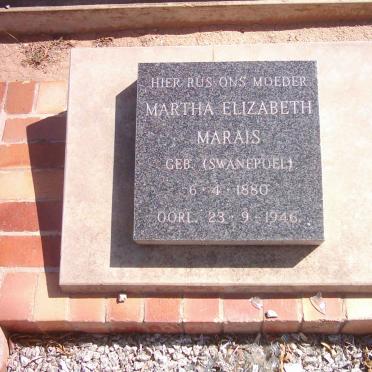 HIER RUS ONS MOEDER
MARTHA ELIZABETH
MARAIS
GEB. (SWANEPOEL)
6·4·1880
OORL. 23·9·1946.